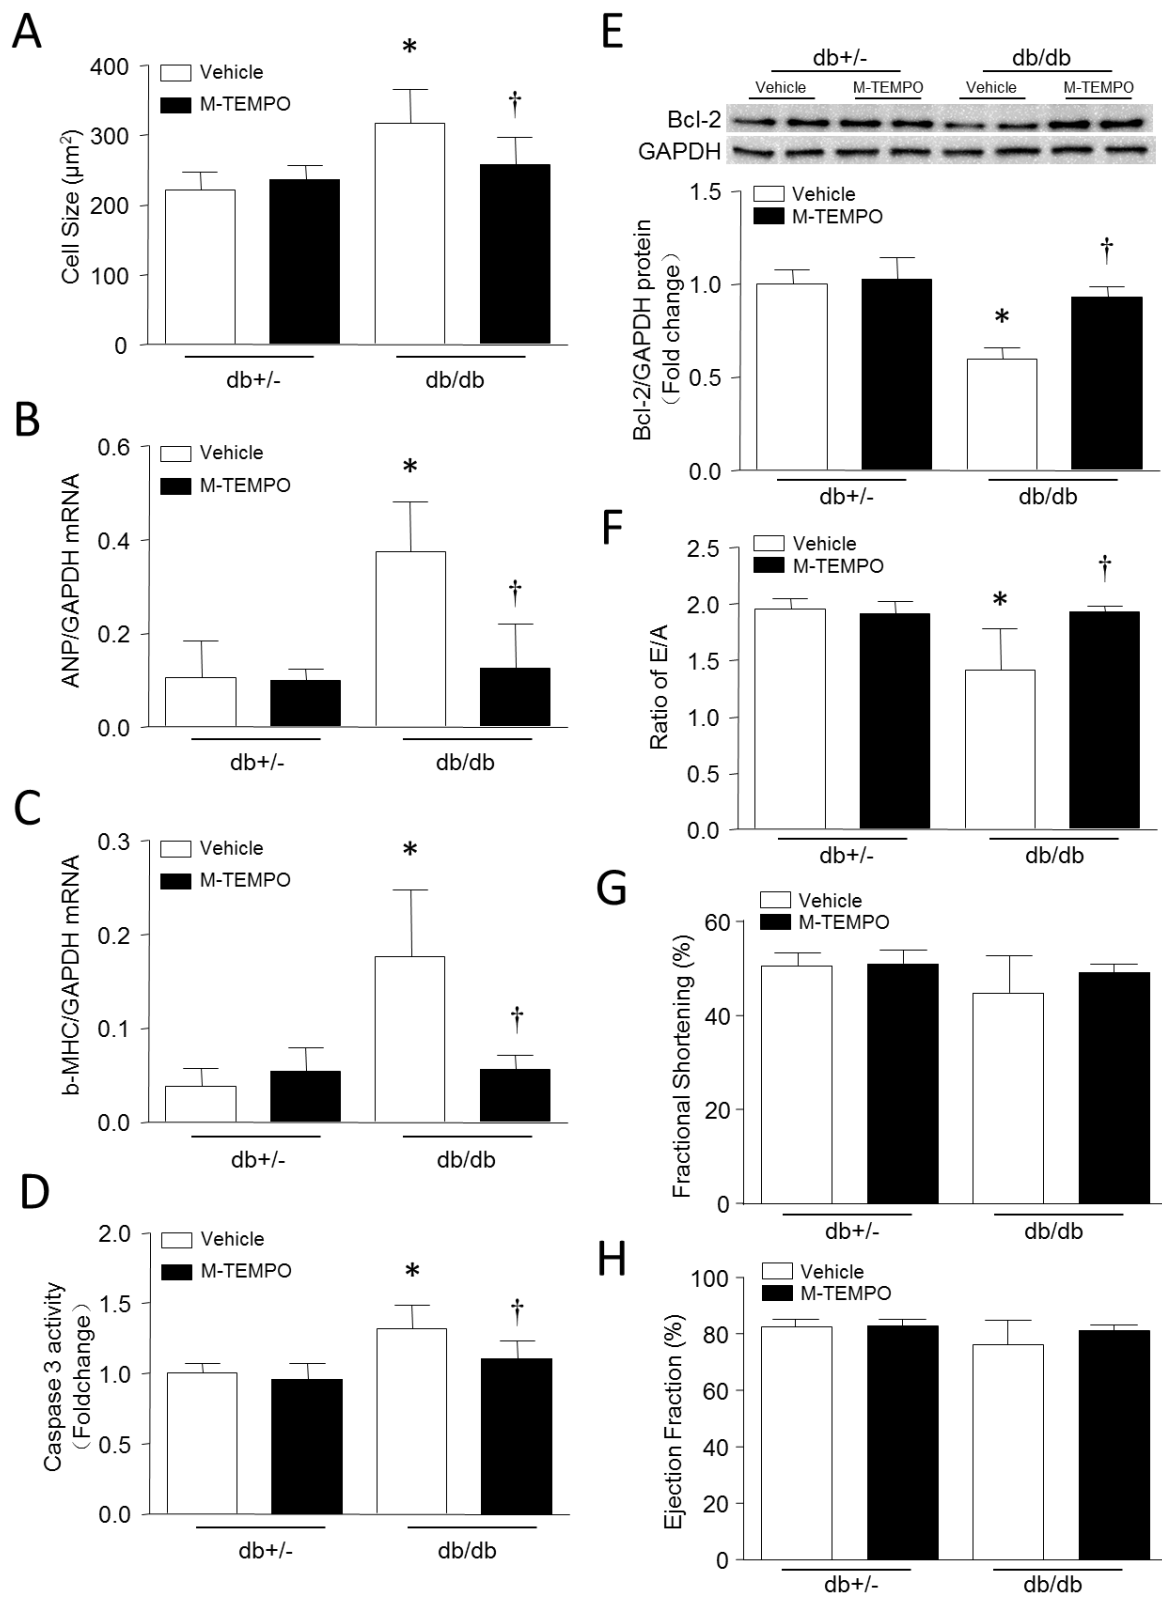 A
Cell Size (µm²)
400
300
200
100
0
Vehicle
M-TEMPO
*
†
db+/-
db/db
B
ANP/GAPDH mRNA
0.6
0.4
0.2
0.0
Vehicle
M-TEMPO
*
†
db+/-
db/db
C
b-MHC/GAPDH mRNA
0.3
0.2
0.1
0.0
Vehicle
M-TEMPO
*
†
db+/-
db/db
D
Caspase 3 activity
（Foldchange）
2.0
1.5
1.0
0.5
0.0
Vehicle
M-TEMPO
*
†
db+/-
db/db
E
db+/-
db/db
Vehicle
M-TEMPO
Vehicle
M-TEMPO
Bcl-2
GAPDH
Bcl-2/GAPDH protein
（Fold change）
1.5
1.0
0.5
0.0
Vehicle
M-TEMPO
*
†
db+/-
db/db
F
Ratio of E/A
2.5
2.0
1.5
1.0
0.5
0.0
Vehicle
M-TEMPO
*
†
db+/-
db/db
G
Fractional Shortening (%)
60
40
20
0
Vehicle
M-TEMPO
db+/-
db/db
H
Ejection Fraction (%)
100
80
60
40
20
0
Vehicle
M-TEMPO
db+/-
db/db